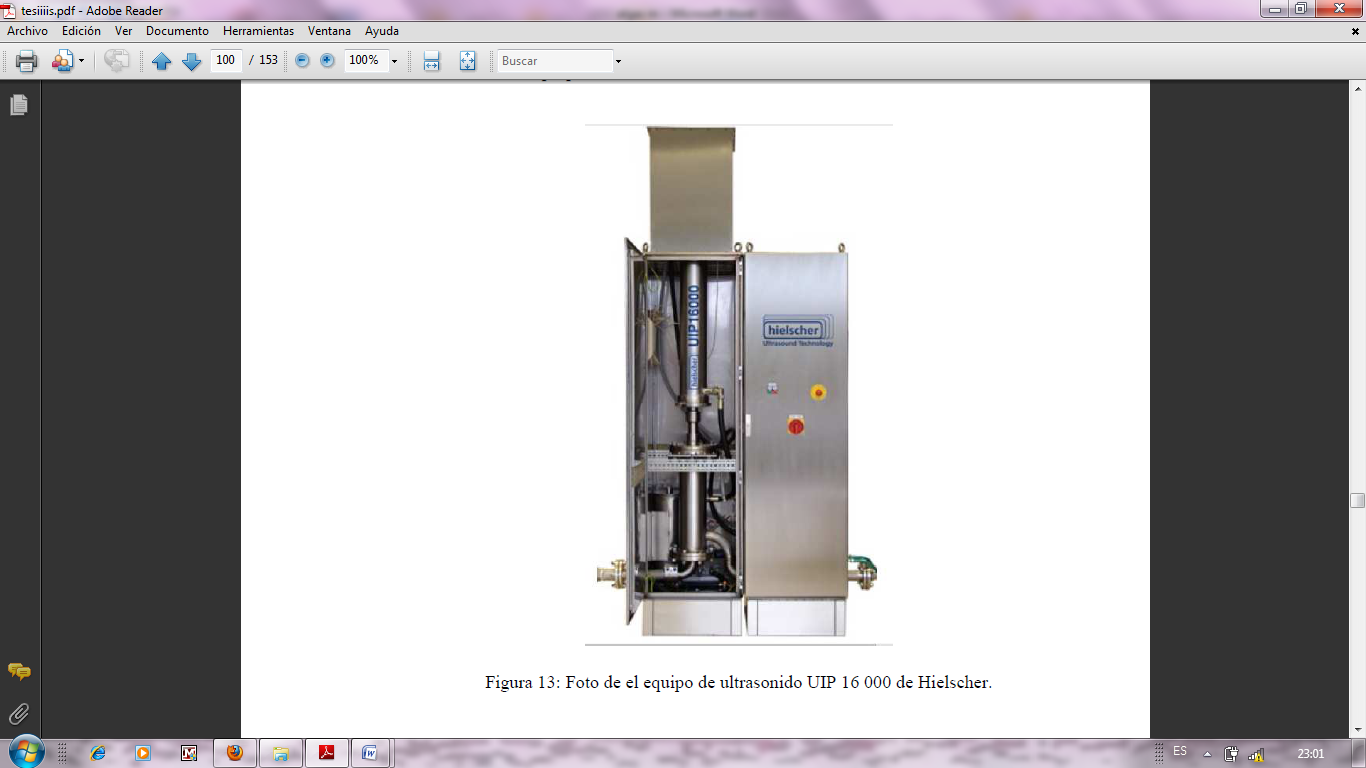 tesiiiis.pdf - Adobe Reader
Archivo Edición Ver Documento Herramientas Ventana Ayuda
100 / 153 100% Buscar
UIP 16000
hielscher
hielscher
Ultrasound Technology
Figura 13: Foto de el equipo de ultrasonido UIP 16 000 de Hielscher.
ES 23:01